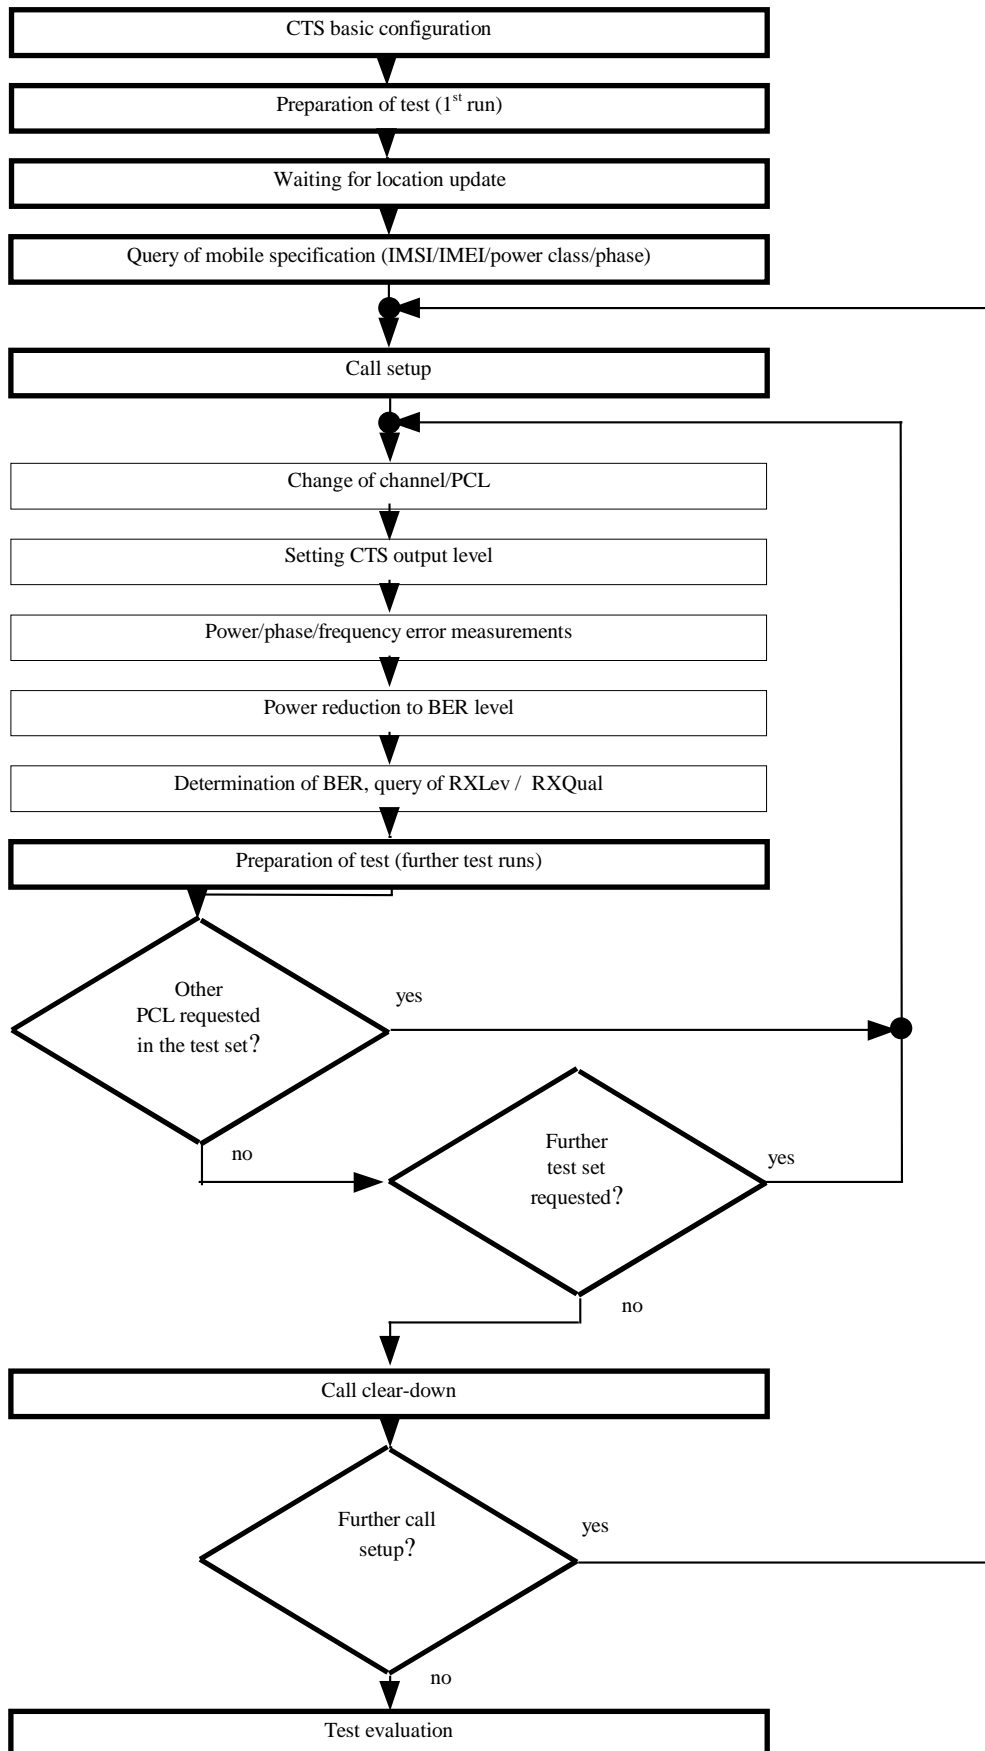 CTS basic configuration
Preparation of test (1st run)
Waiting for location update
Query of mobile specification (IMSI/IMEI/power class/phase)
Call setup
Change of channel/PCL
Setting CTS output level
Power/phase/frequency error measurements
Power reduction to BER level
Determination of BER, query of RXLev / RXQual
Preparation of test (further test runs)
Other
PCL requested
in the test set?
yes
no
Further
test set
requested?
yes
no
Call clear-down
Further call
setup?
yes
no
Test evaluation